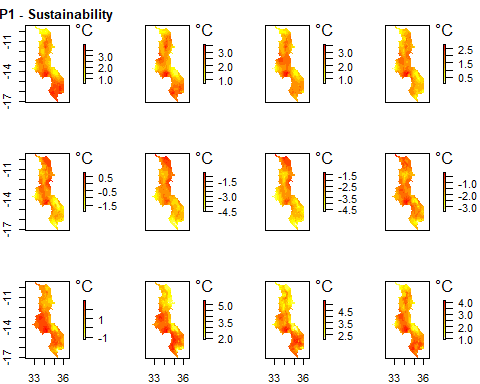 SSP1 - Sustainability
°C °C °C °C
-11 -14 -17
3.0 2.0 1.0
3.0 2.0 1.0
3.0 2.0 1.0
2.5 1.5 0.5
°C °C °C °C
-11 -14 -17
0.5 -0.5 -1.5
-1.5 -3.0 -4.5
-1.5 -2.5 -3.5 -4.5
-1.0 -2.0 -3.0
°C °C °C °C
-11 -14 -17
1 -1
5.0 3.5 2.0
4.5 3.5 2.5
4.0 3.0 2.0 1.0
33 36 33 36 33 36 33 36